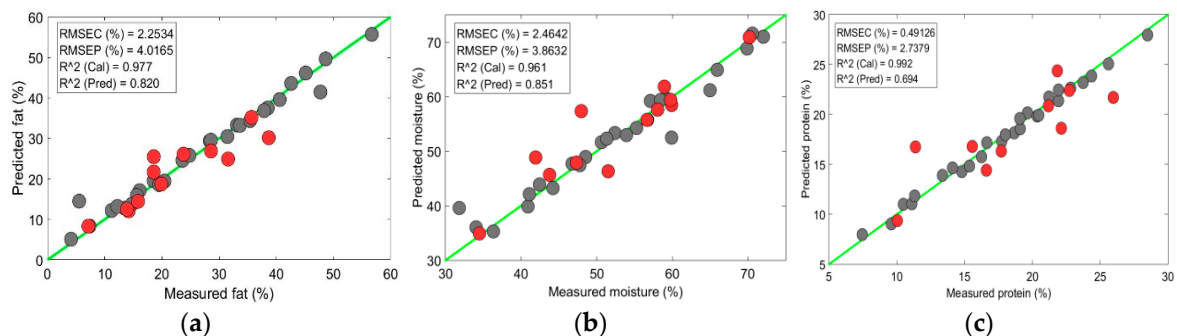 60
50
40
30
20
10
0
Predicted fat (%)
RMSEC (%) = 2.2534
RMSEP (%) = 4.0165
R^2 (Cal) = 0.977
R^2 (Pred) = 0.820
0 10 20 30 40 50 60
Measured fat (%)
(a)
70
60
50
40
30
Predicted moisture (%)
RMSEC (%) = 2.4642
RMSEP (%) = 3.8632
R^2 (Cal) = 0.961
R^2 (Pred) = 0.851
30 40 50 60 70
Measured moisture (%)
(b)
30
25
20
15
10
5
Predicted protein (%)
RMSEC (%) = 0.49126
RMSEP (%) = 2.7379
R^2 (Cal) = 0.992
R^2 (Pred) = 0.694
5 10 15 20 25 30
Measured protein (%)
(c)